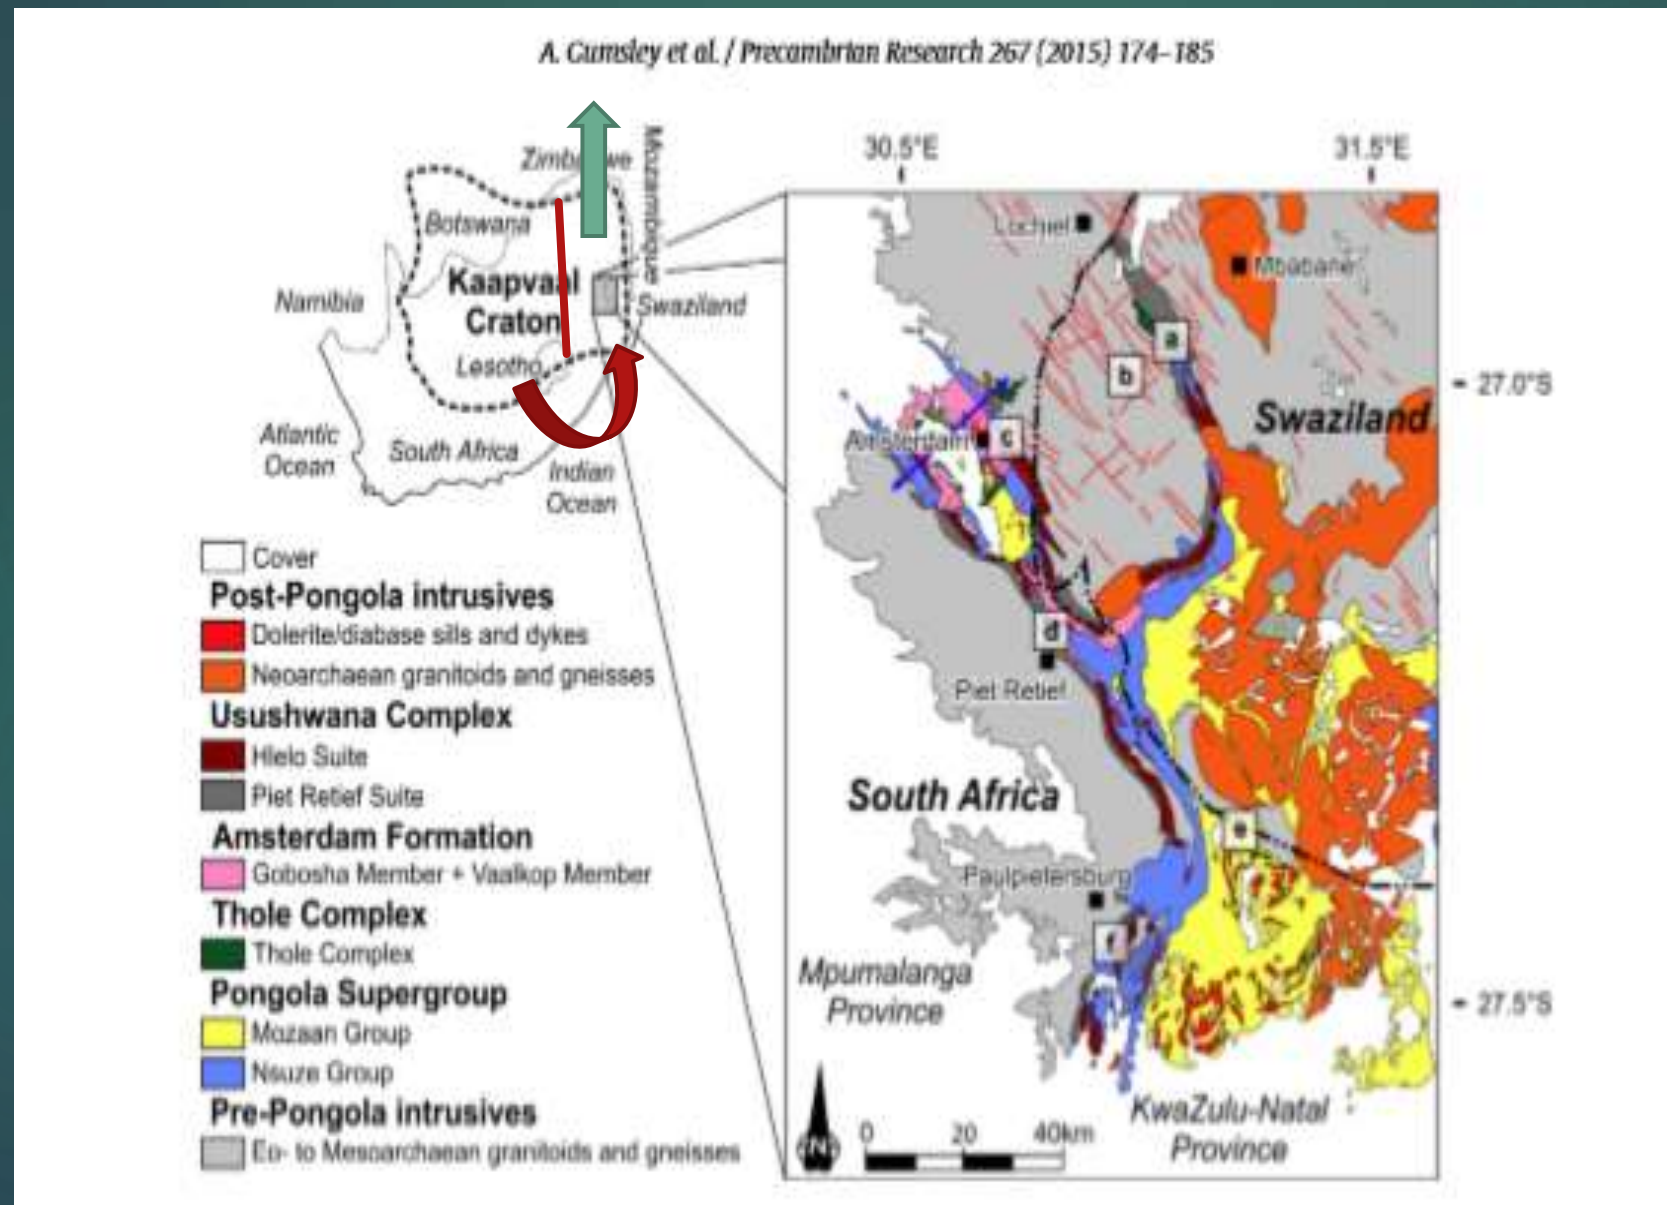 A. Gumsley et al. / Precambrian Research 267 (2015) 174–185
Mozambique
Botswana
Kaapvaal
Craton
Namibia
Swaziland
Lesotho
Atlantic
Ocean
South Africa
Indian
Ocean
Cover
Post-Pongola intrusives
Dolerite/diabase sills and dykes
Neoarchaean granitoids and gneisses
Usushwana Complex
Hlelo Suite
Piet Retief Suite
Amsterdam Formation
Gobosha Member + Vaalkop Member
Thole Complex
Thole Complex
Pongola Supergroup
Mozaan Group
Nsuze Group
Pre-Pongola intrusives
Eo- to Mesoarchaean granitoids and gneisses
30.5°E
31.5°E
Lochiel
Mbabane
a
b
27.0°S
Swaziland
Amsterdam
c
d
Piet Retief
South Africa
e
Paulpietersburg
f
Mpumalanga
Province
27.5°S
KwaZulu-Natal
Province
N
0 20 40km